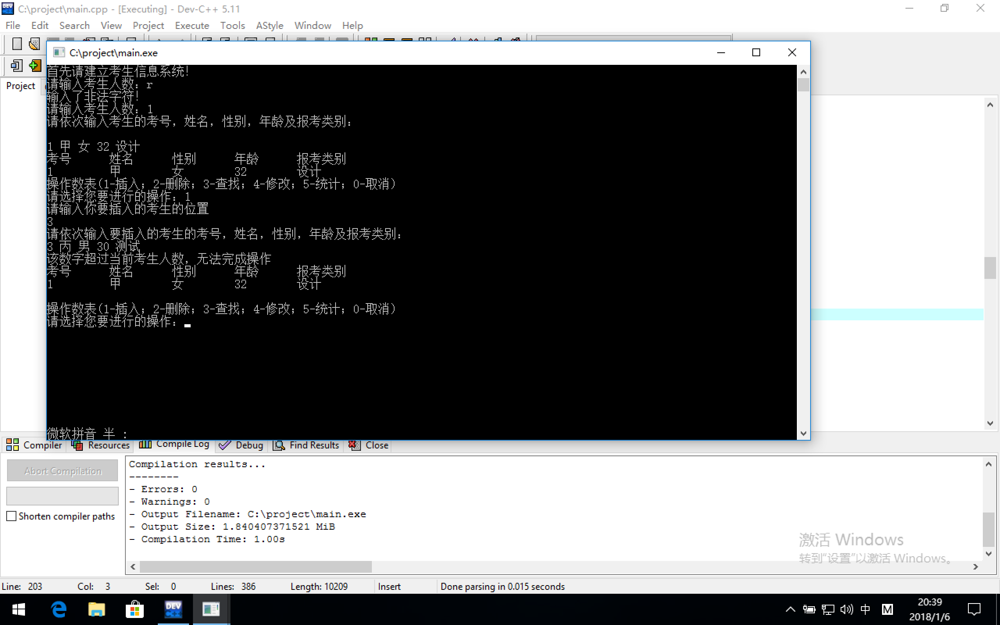 C:\project\main.cpp - [Executing] - Dev-C++ 5.11
File Edit Search View Project Execute Tools AStyle Window Help
C:\project\main.exe
Project
首先请建立考生信息系统!
请输入考生人数: r
输入了非法字符!
请输入考生人数: 1
请依次输入考生的考号, 姓名, 性别, 年龄及报考类别:
1 甲 女 32 设计
考号 姓名 性别 年龄 报考类别
1 甲 女 32 设计
操作数表(1-插入; 2-删除; 3-查找; 4-修改; 5-统计; 0-取消)
请选择您要进行的操作: 1
请输入你要插入的考生的位置
3
请依次输入要插入的考生的考号, 姓名, 性别, 年龄及报考类别:
3 丙 男 30 测试
该数字超过当前考生人数, 无法完成操作
考号 姓名 性别 年龄 报考类别
1 甲 女 32 设计
操作数表(1-插入; 2-删除; 3-查找; 4-修改; 5-统计; 0-取消)
请选择您要进行的操作:
微软拼音 半 :
Compiler Resources Compile Log Debug Find Results Close
Abort Compilation
Shorten compiler paths
Compilation results...
--------
- Errors: 0
- Warnings: 0
- Output Filename: C:\project\main.exe
- Output Size: 1.840407371521 MiB
- Compilation Time: 1.00s
激活 Windows
转到“设置”以激活 Windows。
Line: 203 Col: 3 Sel: 0 Lines: 386 Length: 10209 Insert Done parsing in 0.015 seconds
DEV C++
中 M
20:39
2018/1/6